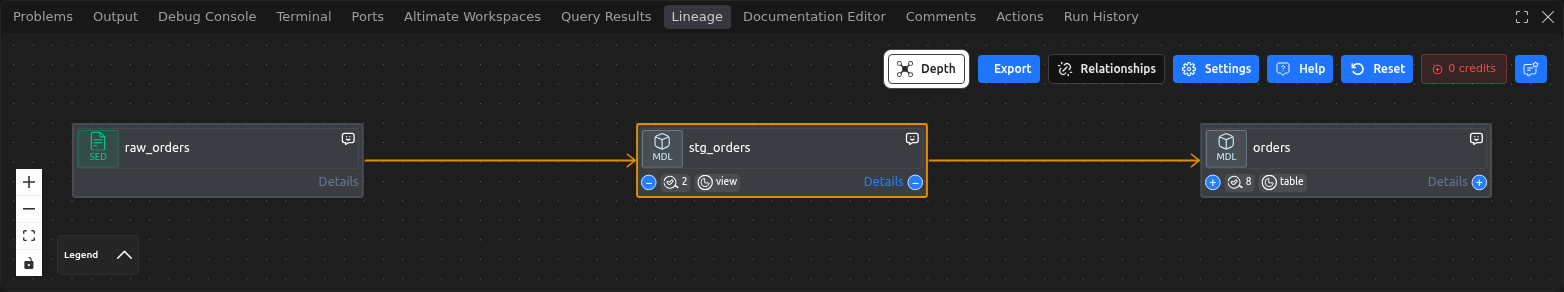 Problems Output Debug Console Terminal Ports Altimate Workspaces Query Results Lineage Documentation Editor Comments Actions Run History
Depth Export Relationships Settings Help Reset 0 credits
SED raw_orders
Details
MDL stg_orders
2 view Details
MDL orders
8 table Details
Legend